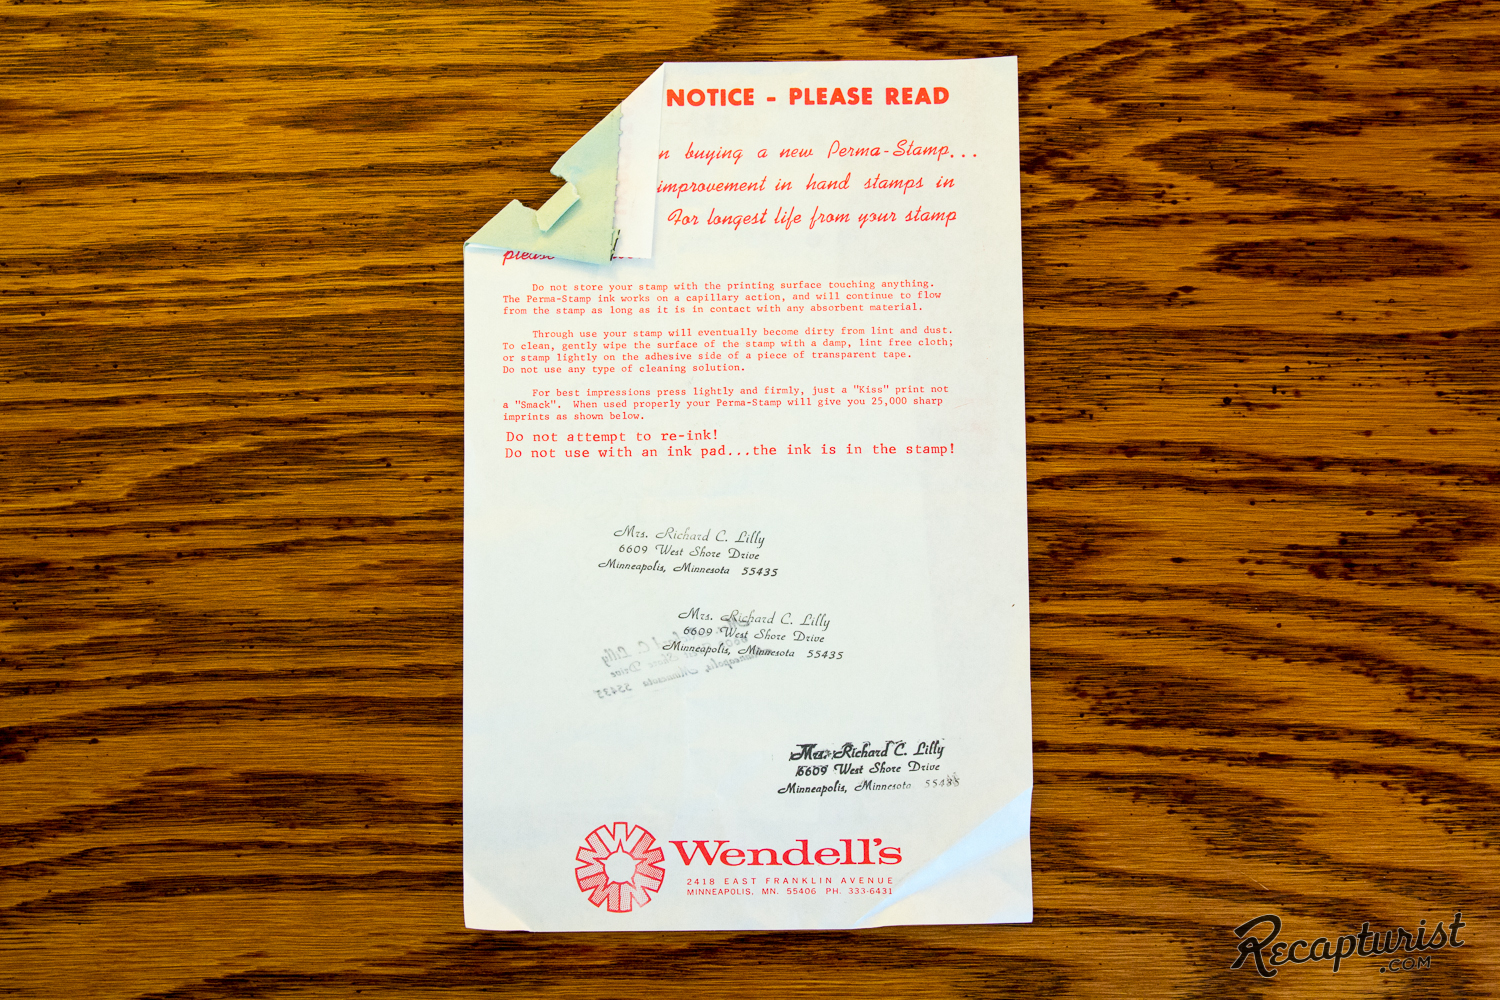 NOTICE - PLEASE READ
n buying a new Perma-Stamp...
improvement in hand stamps in
For longest life from your stamp
please
Do not store your stamp with the printing surface touching anything.
The Perma-Stamp ink works on a capillary action, and will continue to flow
from the stamp as long as it is in contact with any absorbent material.
Through use your stamp will eventually become dirty from lint and dust.
To clean, gently wipe the surface of the stamp with a damp, lint free cloth;
or stamp lightly on the adhesive side of a piece of transparent tape.
Do not use any type of cleaning solution.
For best impressions press lightly and firmly, just a "Kiss" print not
a "Smack". When used properly your Perma-Stamp will give you 25,000 sharp
imprints as shown below.
Do not attempt to re-ink!
Do not use with an ink pad...the ink is in the stamp!
Mrs. Richard C. Lilly
6609 West Shore Drive
Minneapolis, Minnesota 55435
Mrs. Richard C. Lilly
6609 West Shore Drive
Minneapolis, Minnesota 55435
Mrs. Richard C. Lilly
6609 West Shore Drive
Minneapolis, Minnesota 55435
Wendell's
2418 EAST FRANKLIN AVENUE
MINNEAPOLIS, MN. 55406 PH. 333-6431
Recapturist
.COM